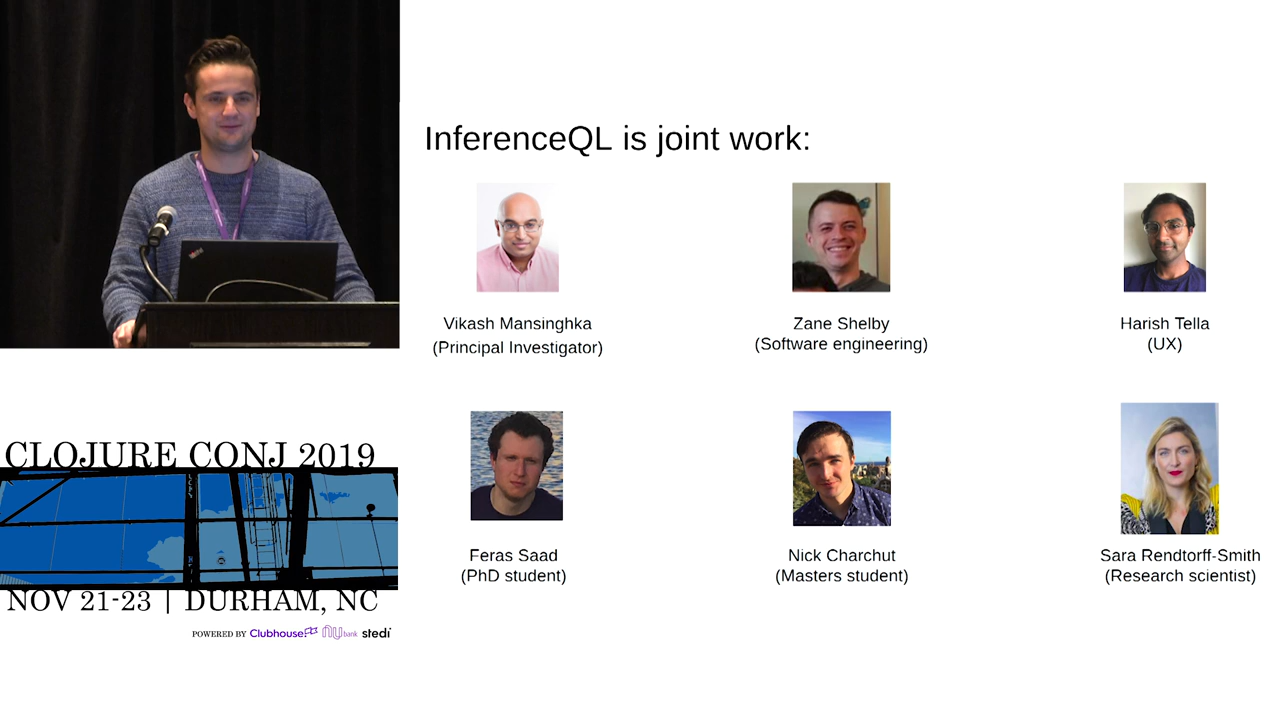 InferenceQL is joint work:
Vikash Mansinghka
(Principal Investigator)
Zane Shelby
(Software engineering)
Harish Tella
(UX)
Feras Saad
(PhD student)
Nick Charchut
(Masters student)
Sara Rendtorff-Smith
(Research scientist)
CLOJURE CONJ 2019
NOV 21-23 | DURHAM, NC
POWERED BY Clubhouse nu bank stedi